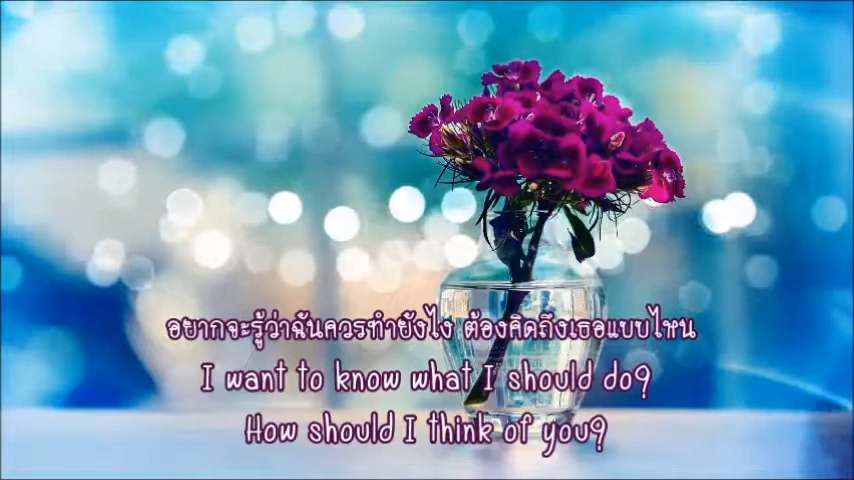 อยากจะรู้ว่าฉันควรทำยังไง ต้องคิดถึงเธอแบบไหน
I want to know what I should do?
How should I think of you?